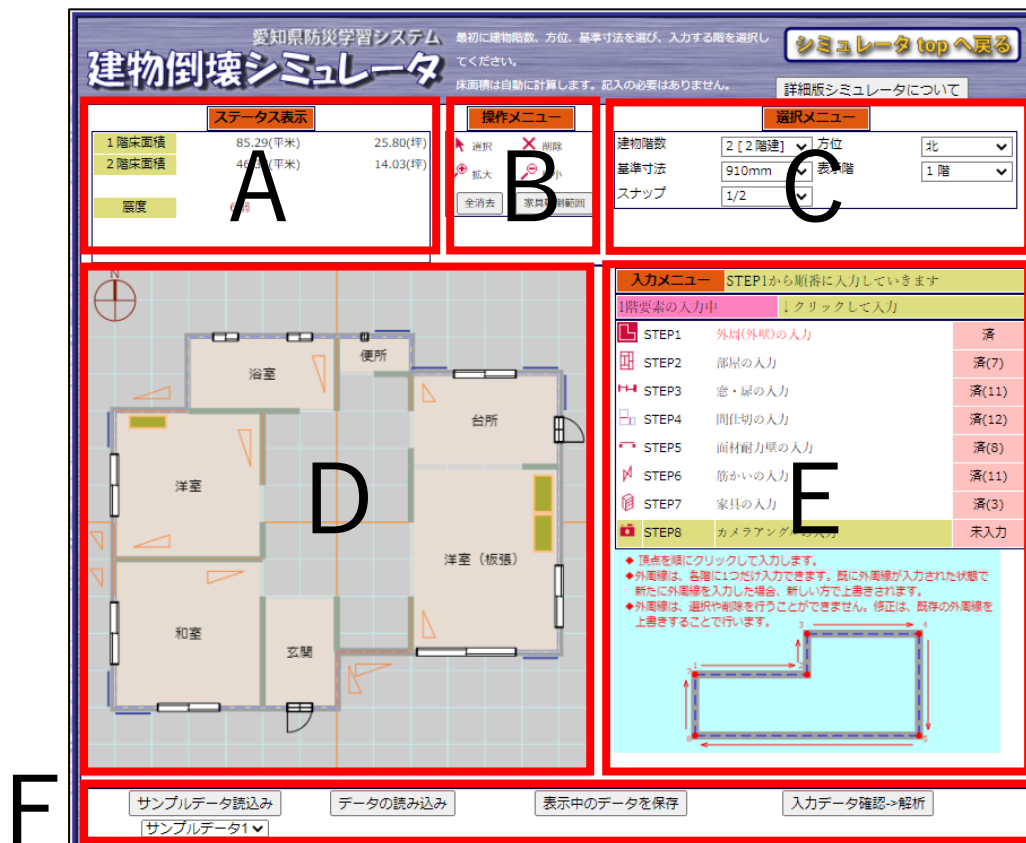 愛知県防災学習システム
建物倒壊シミュレータ
最初に建物階数、方位、基準寸法を選び、入力する階を選択し
てください。
床面積は自動に計算します。記入の必要はありません。
シミュレータ top へ戻る
詳細版シミュレータについて
ステータス表示
1階床面積 85.29(平米) 25.80(坪)
2階床面積 14.03(坪)
震度
A
操作メニュー
選択 削除
拡大
全消去
B
選択メニュー
建物階数 2 [ 2 階建] 方位 北
基準寸法 910mm 表示階 1 階
スナップ 1/2
C
N
便所
浴室
台所
洋室
洋室（板張）
和室
玄関
D
入力メニュー STEP1から順番に入力していきます
1階要素の入力中 ↓クリックして入力
STEP1 外周(外壁)の入力 済
STEP2 部屋の入力 済(7)
STEP3 窓・扉の入力 済(11)
STEP4 間仕切の入力 済(12)
STEP5 面材耐力壁の入力 済(8)
STEP6 筋かいの入力 済(11)
STEP7 家具の入力 済(3)
STEP8 カメラアングルの入力 未入力
E
◆ 頂点を順にクリックして入力します。
◆外周線は、各階に1つだけ入力できます。既に外周線が入力された状態で
新たに外周線を入力した場合、新しい方で上書きされます。
◆外周線は、選択や削除を行うことができません。修正は、既存の外周線を
上書きすることで行います。
3 4
1 2
7
6 5
F
サンプルデータ読込み データの読み込み 表示中のデータを保存 入力データ確認->解析
サンプルデータ1